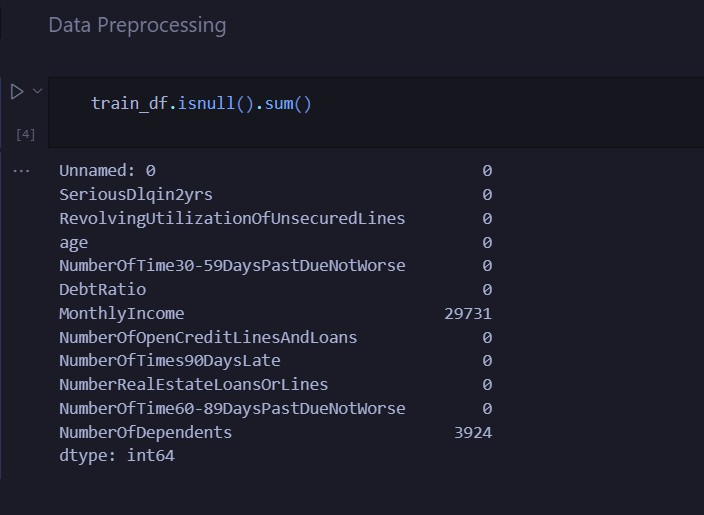 Data Preprocessing
train_df.isnull().sum()
[4]
...
Unnamed: 0 0
SeriousDlqin2yrs 0
RevolvingUtilizationOfUnsecuredLines 0
age 0
NumberOfTime30-59DaysPastDueNotWorse 0
DebtRatio 0
MonthlyIncome 29731
NumberOfOpenCreditLinesAndLoans 0
NumberOfTimes90DaysLate 0
NumberRealEstateLoansOrLines 0
NumberOfTime60-89DaysPastDueNotWorse 0
NumberOfDependents 3924
dtype: int64